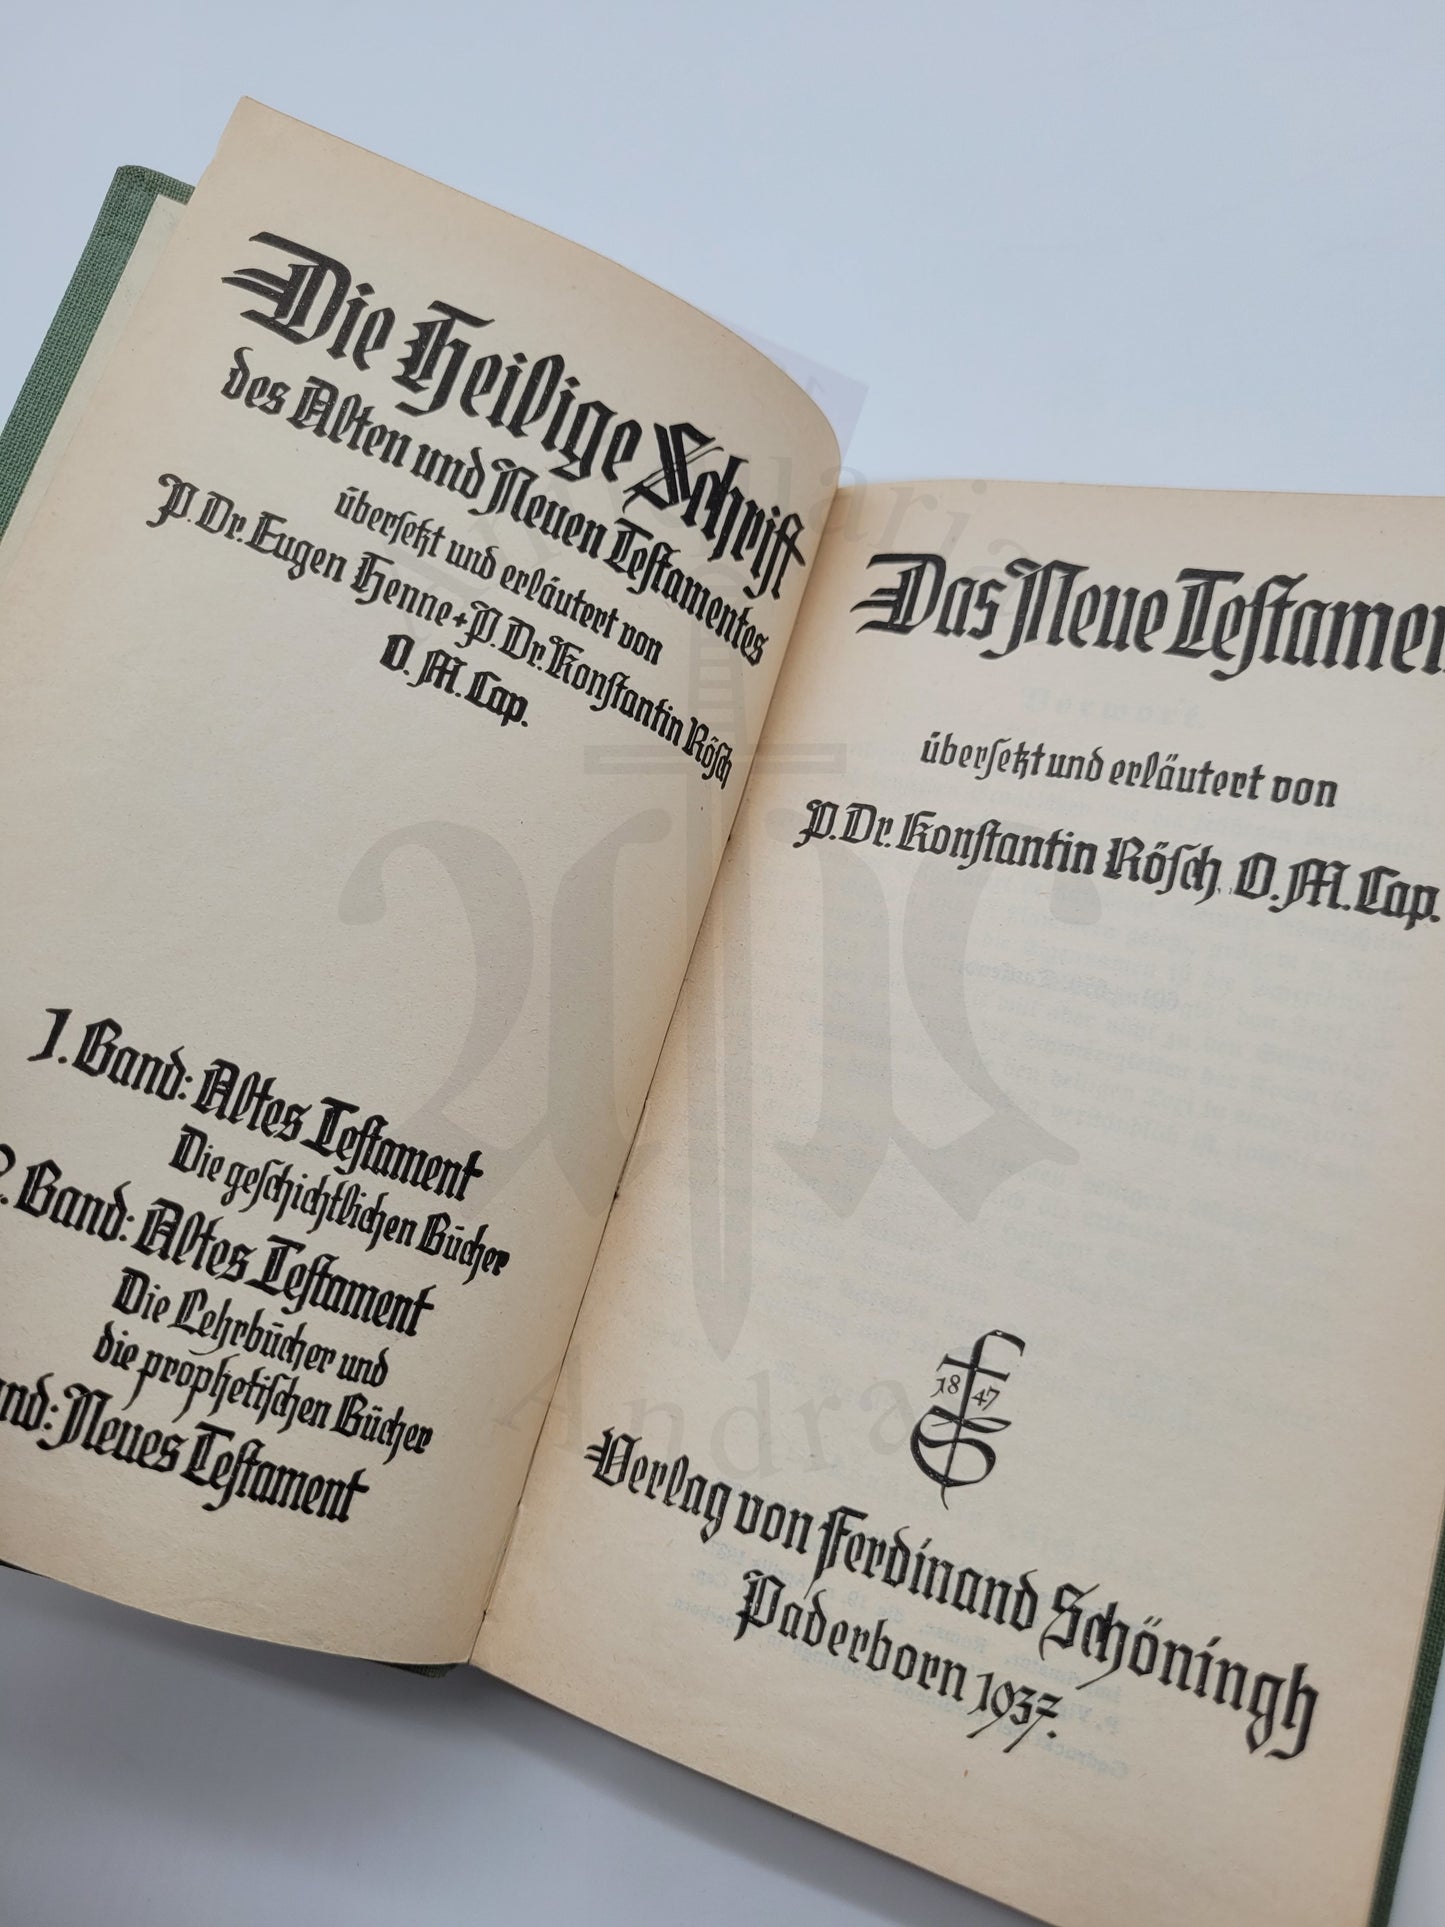 Die Heilige Schrift
des Alten und Neuen Testamentes
übersetzt und erläutert von
P. Dr. Eugen Henne + P. Dr. Konstantin Rösch
O. M. Cap.
1. Band: Altes Testament
Die geschichtlichen Bücher
2. Band: Altes Testament
Die Lehrbücher und
die prophetischen Bücher
Neues Testament
Das Neue
übersetzt und erläutert von
P. Dr. Konstantin Rösch, O. M. Cap.
18 47
Verlag von Ferdinand Schöningh
Paderborn 1937.